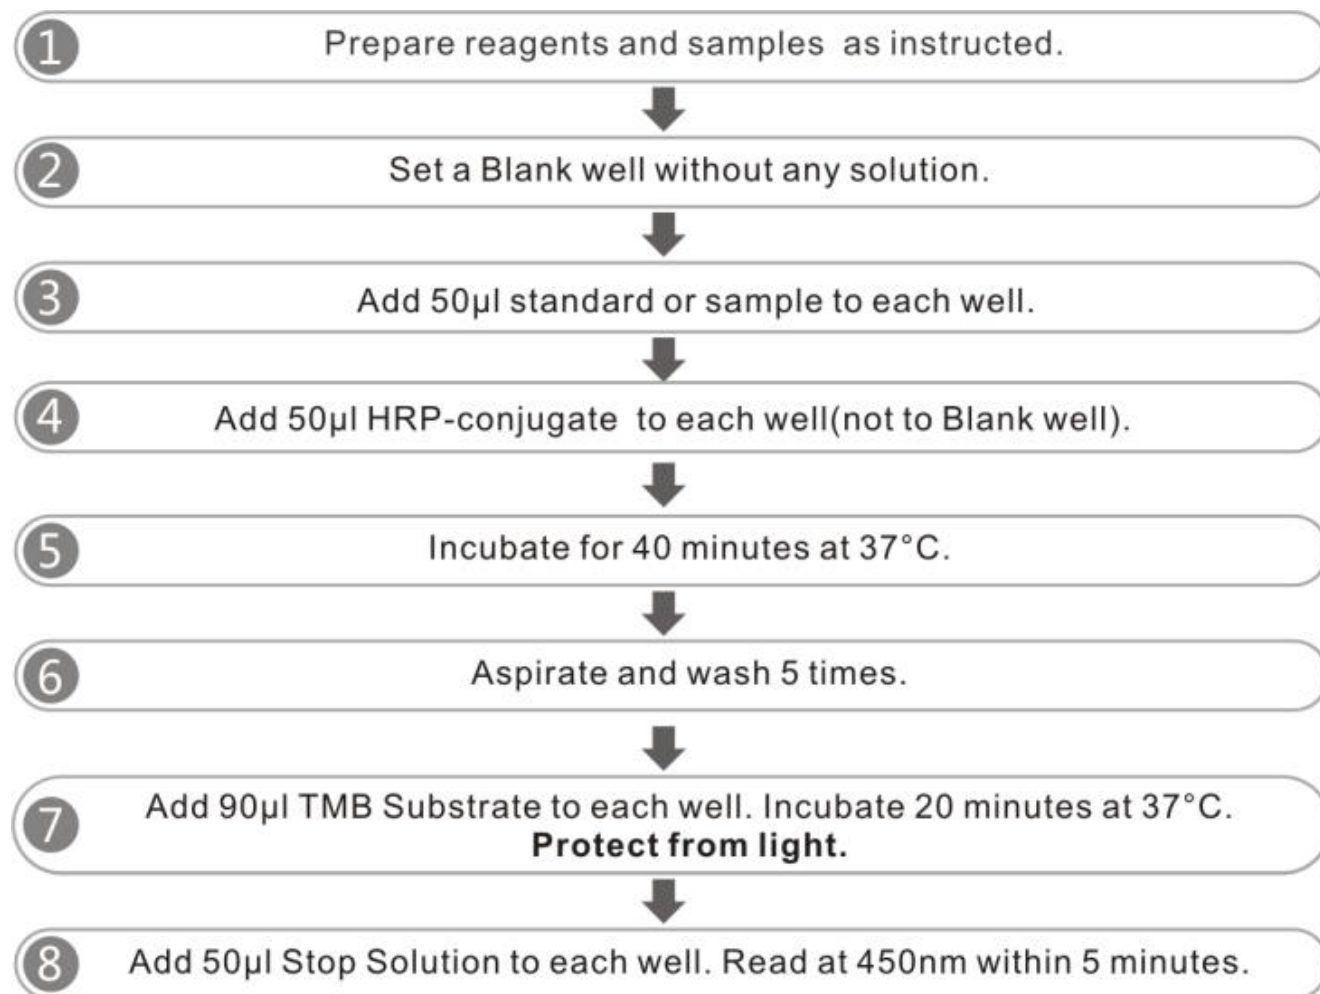 1 Prepare reagents and samples as instructed.
2 Set a Blank well without any solution.
3 Add 50µl standard or sample to each well.
4 Add 50µl HRP-conjugate to each well(not to Blank well).
5 Incubate for 40 minutes at 37°C.
6 Aspirate and wash 5 times.
7 Add 90µl TMB Substrate to each well. Incubate 20 minutes at 37°C.
Protect from light.
8 Add 50µl Stop Solution to each well. Read at 450nm within 5 minutes.